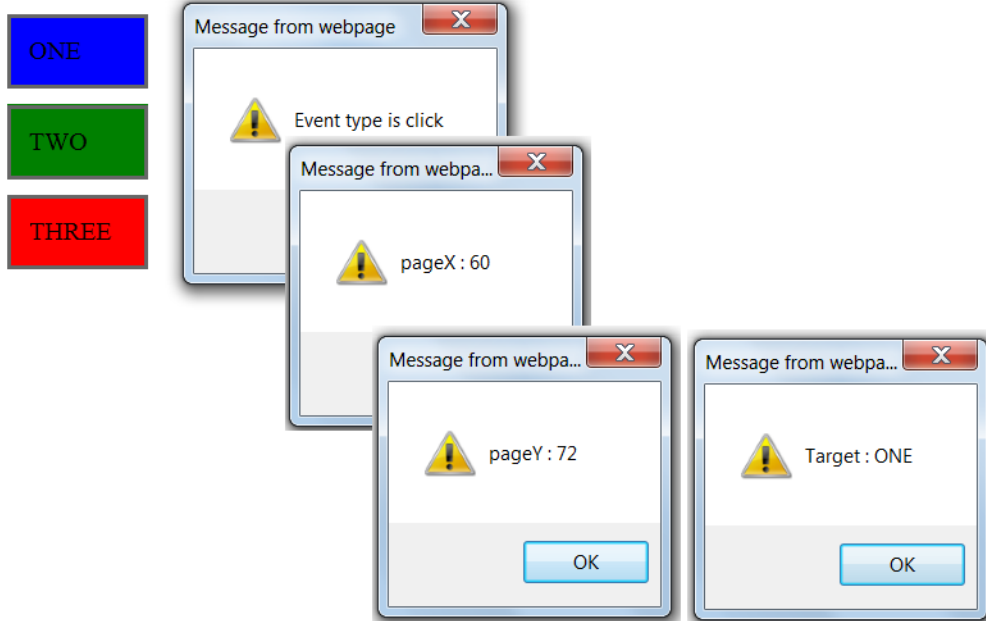 ONE
TWO
THREE
Message from webpage
Event type is click
Message from webpa...
pageX : 60
Message from webpa...
pageY : 72
OK
Message from webpa...
Target : ONE
OK